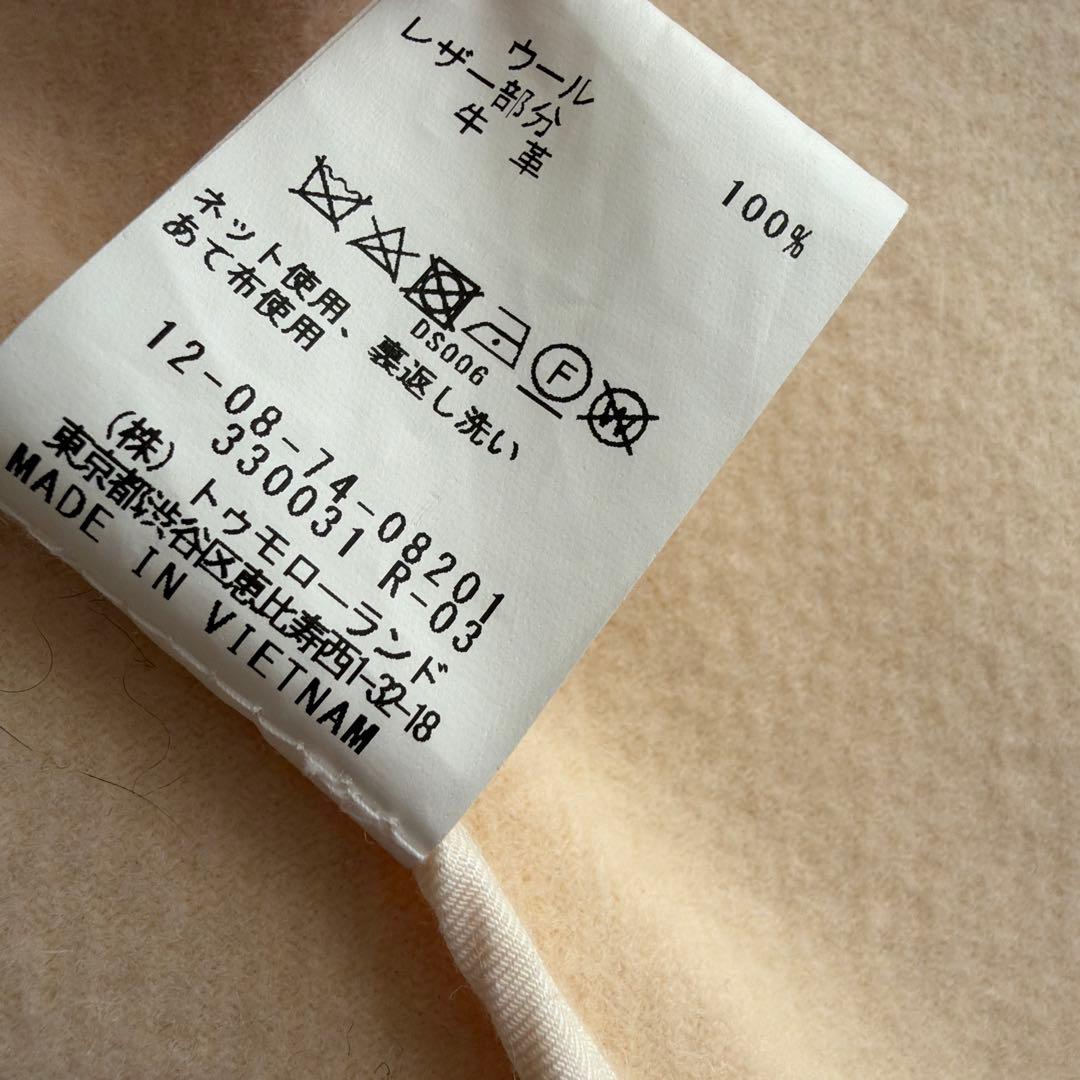 ウール 100%
レザー部分
牛 革
DS006
F
W
ネット使用、裏返し洗い
あて布使用
12-08-74-08201
330031 R-03
(株) トゥモローランド
東京都渋谷区恵比寿西1-32-18
MADE IN VIETNAM